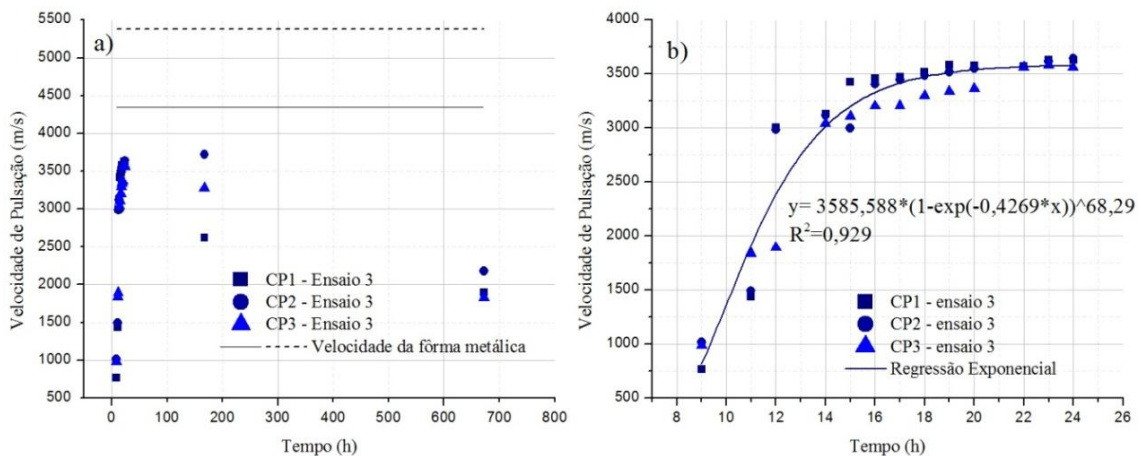 a)
Velocidade de Pulsação (m/s)
5500
5000
4500
4000
3500
3000
2500
2000
1500
1000
500
CP1 - Ensaio 3
CP2 - Ensaio 3
CP3 - Ensaio 3
Velocidade da fôrma metálica
0
100
200
300
400
500
600
700
800
Tempo (h)
b)
Velocidade de Pulsação (m/s)
4000
3500
3000
2500
2000
1500
1000
500
y= 3585,588*(1-exp(-0,4269*x))^68,29
R²=0,929
CP1 - ensaio 3
CP2 - ensaio 3
CP3 - ensaio 3
Regressão Exponencial
8
10
12
14
16
18
20
22
24
26
Tempo (h)